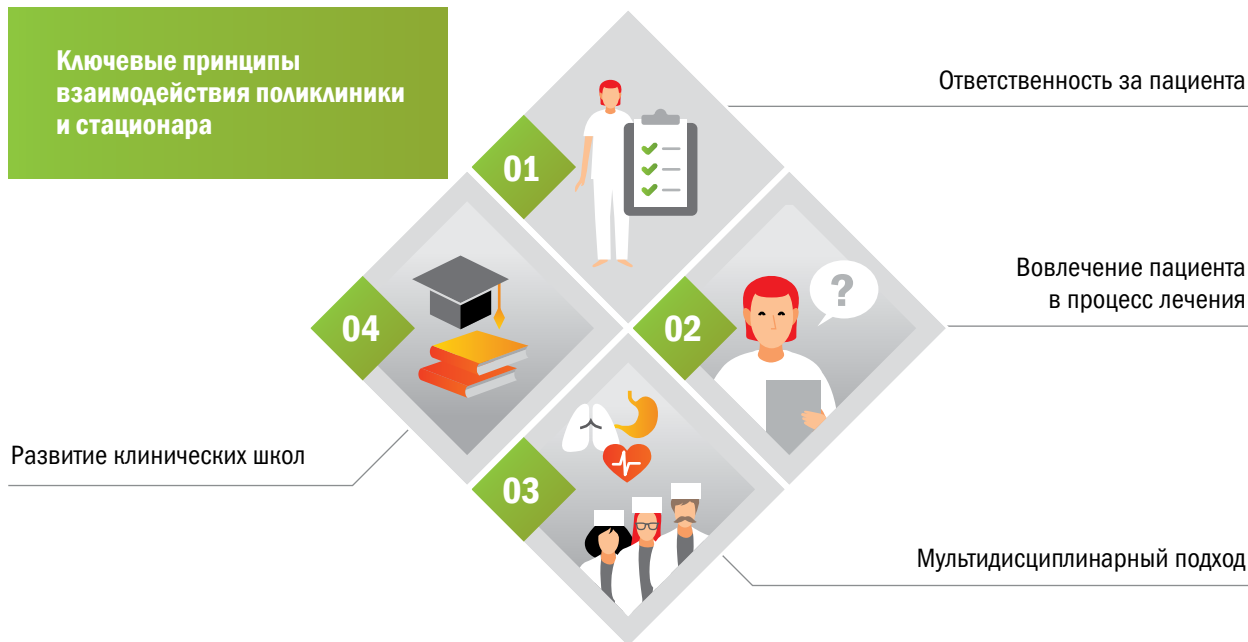 Ключевые принципы
взаимодействия поликлиники
и стационара
01
Ответственность за пациента
02
?
Вовлечение пациента
в процесс лечения
03
Мультидисциплинарный подход
04
Развитие клинических школ